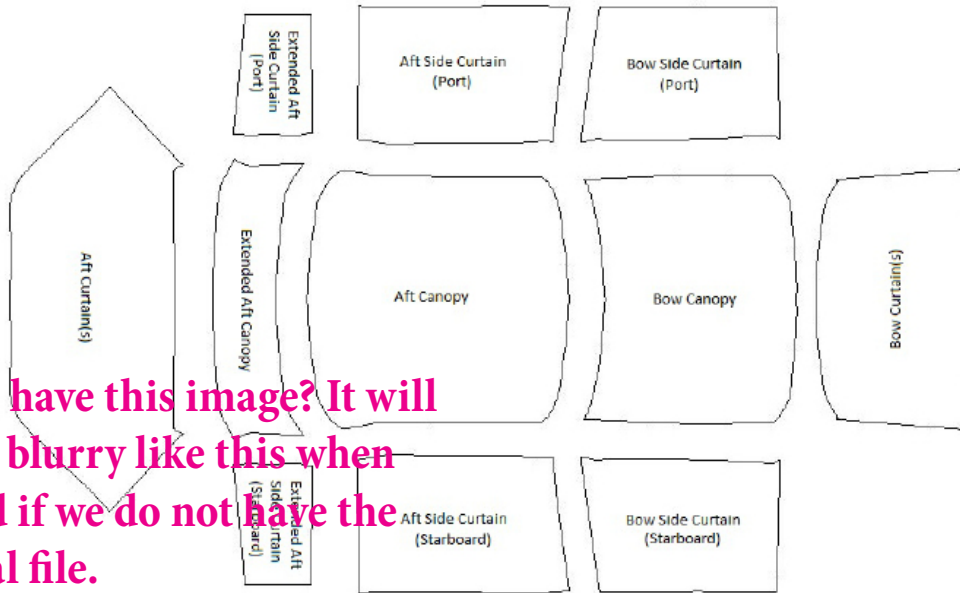 Extended Aft
Side Curtain
(Port)
Aft Side Curtain
(Port)
Bow Side Curtain
(Port)
Aft Curtain(s)
Extended Aft Canopy
Aft Canopy
Bow Canopy
Bow Curtain(s)
have this image? It will
blurry like this when
if we do not have the
file.
Extended Aft
Side Curtain
(Starboard)
Aft Side Curtain
(Starboard)
Bow Side Curtain
(Starboard)